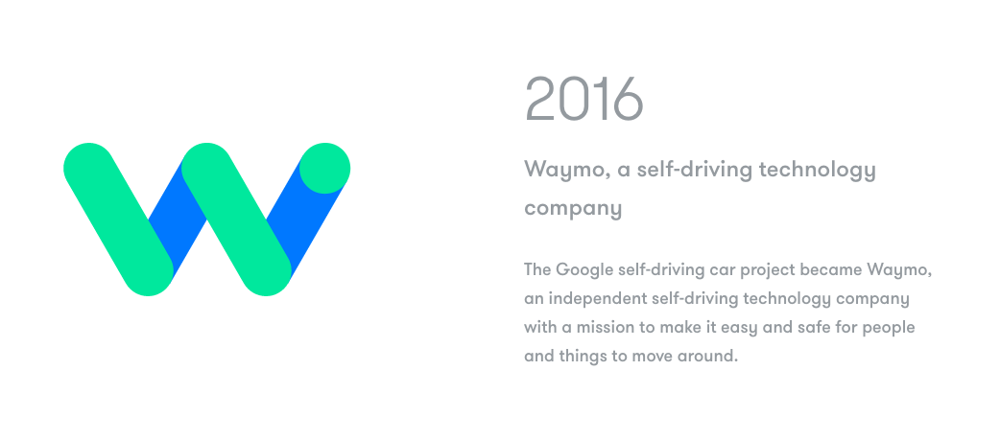 2016
Waymo, a self-driving technology
company
The Google self-driving car project became Waymo,
an independent self-driving technology company
with a mission to make it easy and safe for people
and things to move around.